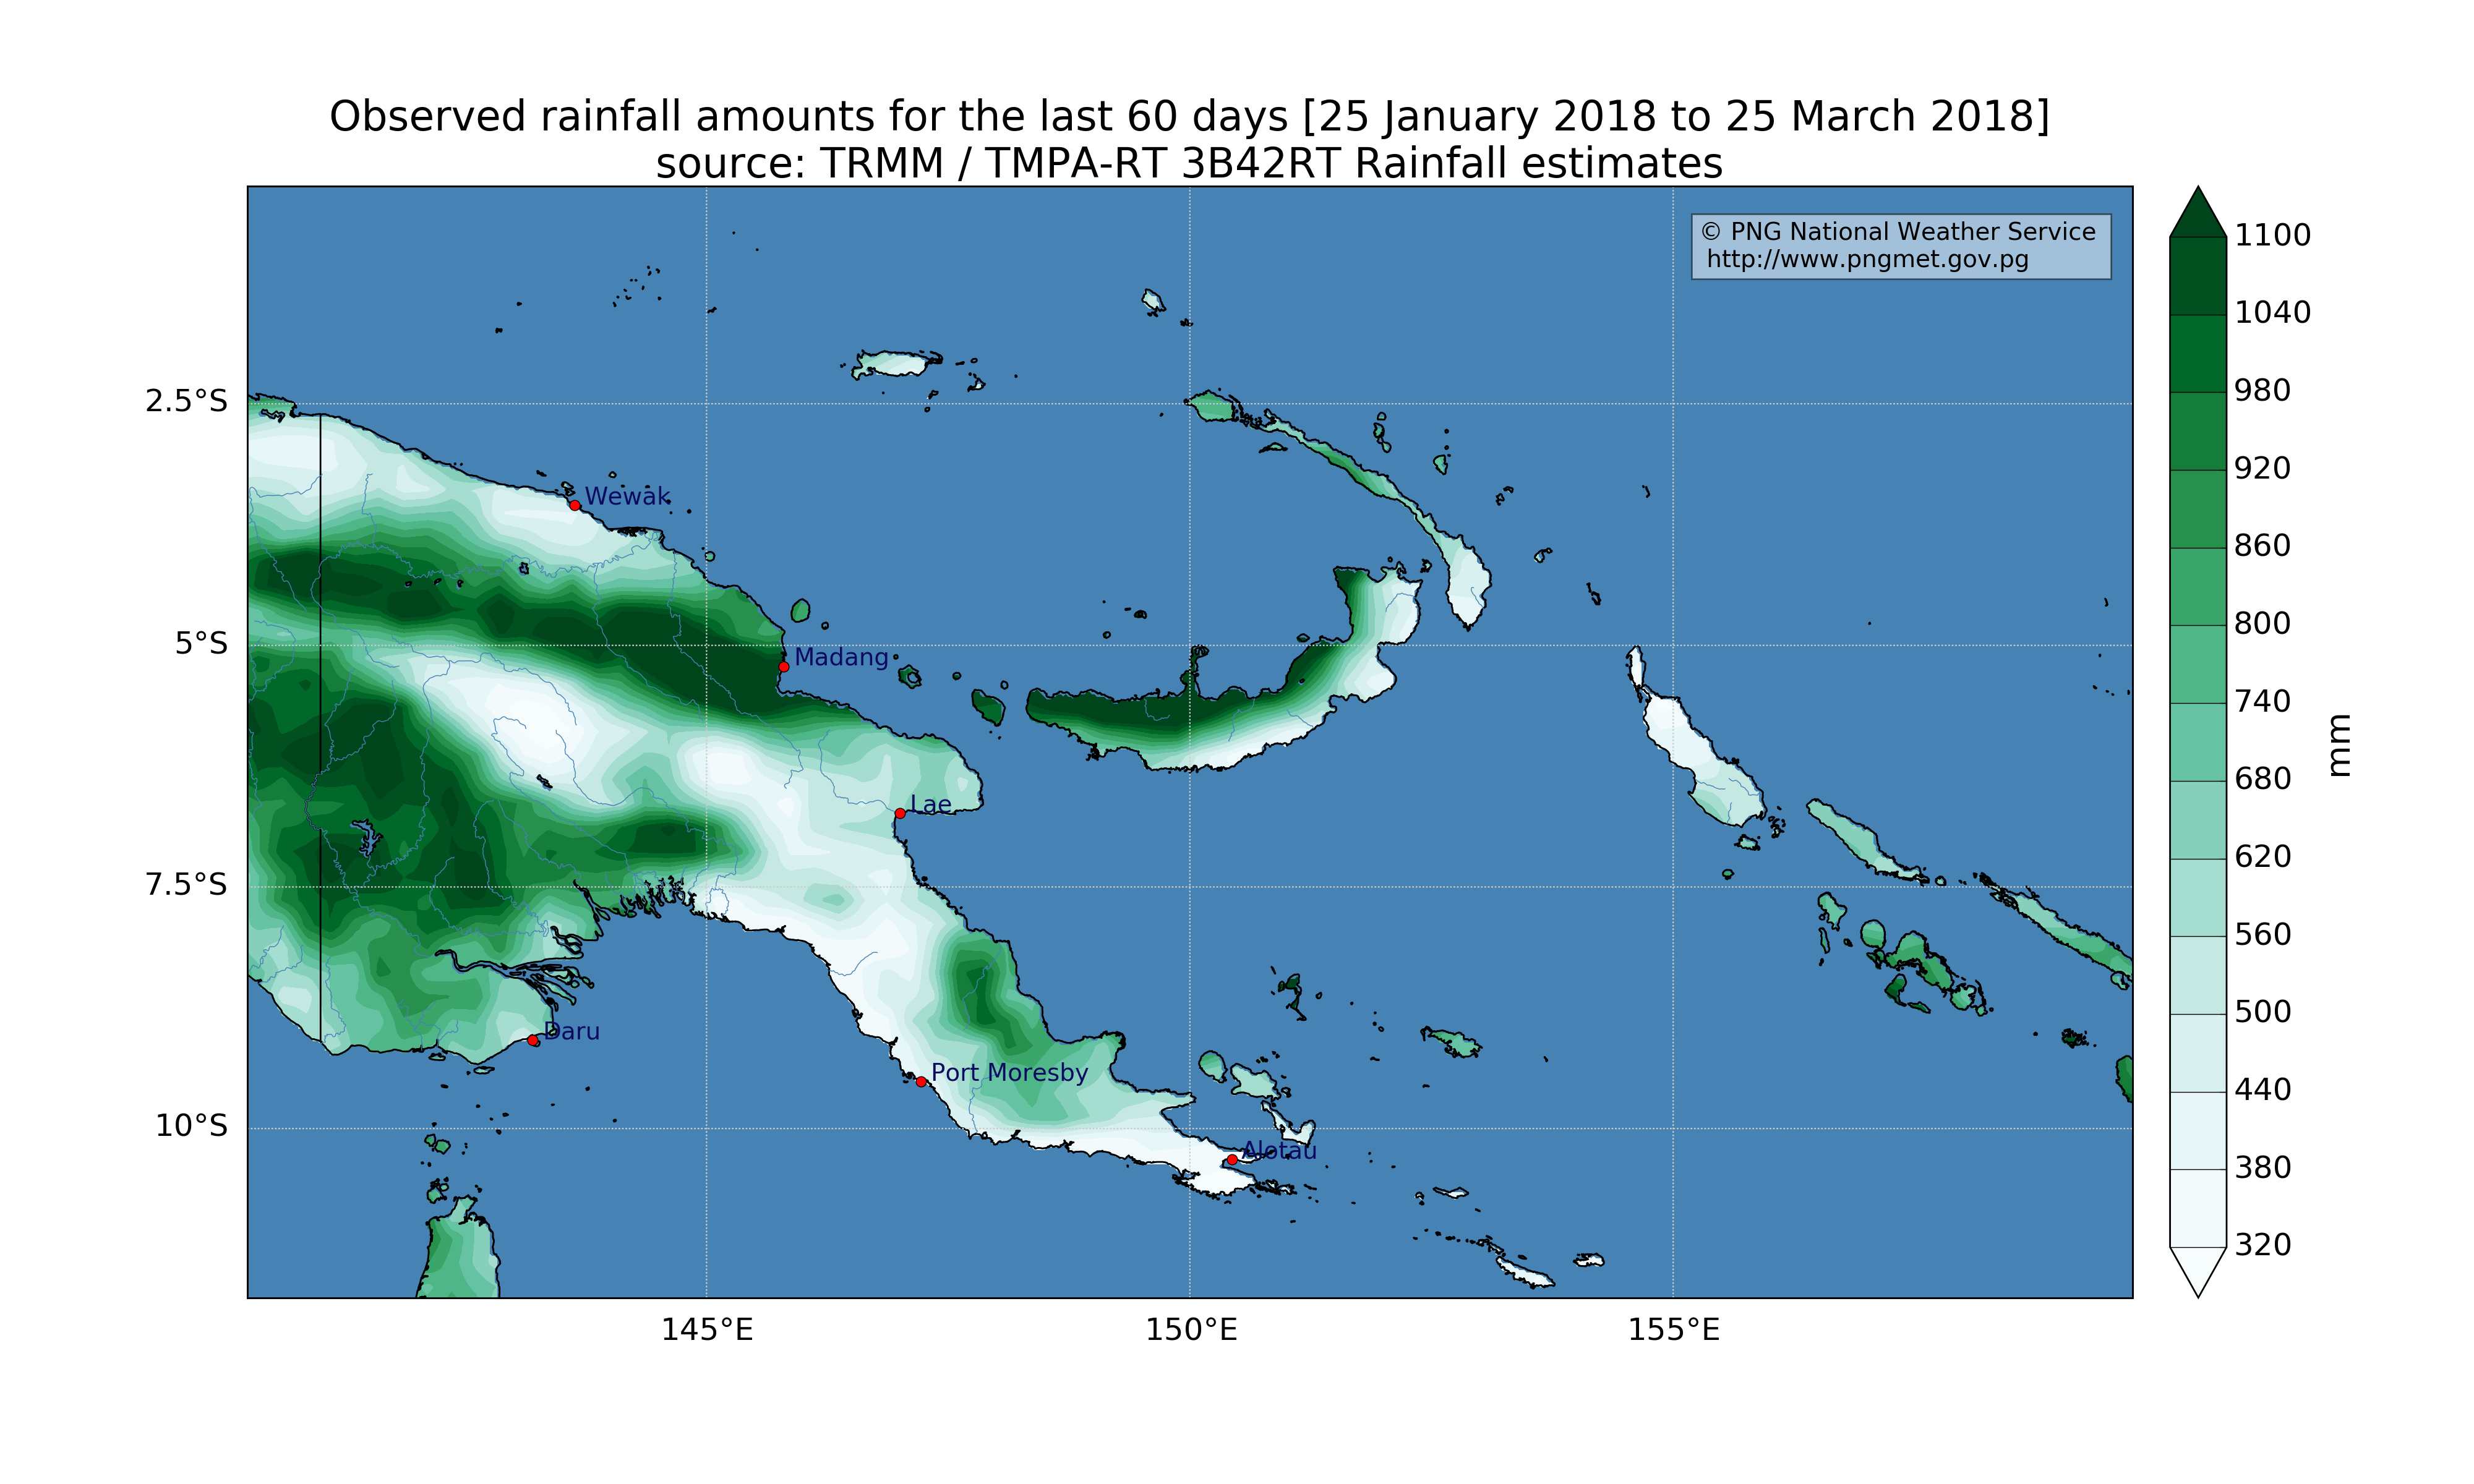 Observed rainfall amounts for the last 60 days [25 January 2018 to 25 March 2018]
source: TRMM / TMPA-RT 3B42RT Rainfall estimates
© PNG National Weather Service
http://www.pngmet.gov.pg
1100
1040
980
920
860
800
740
680
620
560
500
440
380
320
mm
2.5°S
5°S
7.5°S
10°S
Wewak
Madang
Lae
Daru
Port Moresby
Alotau
145°E
150°E
155°E